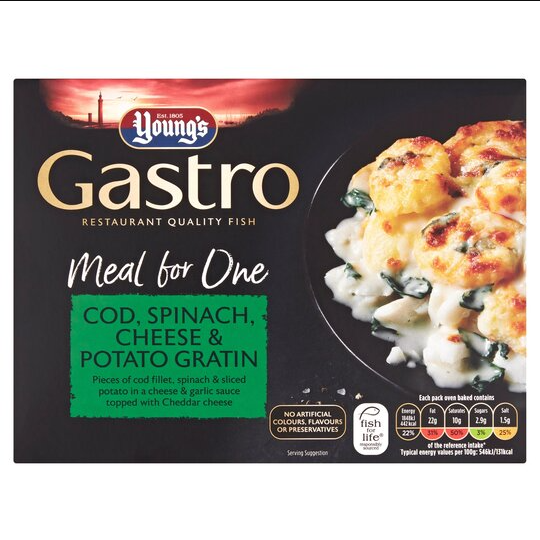 Est. 1805
Young's
Gastro
RESTAURANT QUALITY FISH
Meal for One
COD, SPINACH,
CHEESE &
POTATO GRATIN
Pieces of cod fillet, spinach & sliced
potato in a cheese & garlic sauce
topped with Cheddar cheese
NO ARTIFICIAL
COLOURS, FLAVOURS
OR PRESERVATIVES
fish
for
life®
responsibly
sourced
Serving Suggestion
Each pack oven baked contains
Energy Fat Saturates Sugars Salt
1848kJ 22g 10g 2.9g 1.5g
442kcal
22% 31% 50% 3% 25%
of the reference intake*
Typical energy values per 100g: 546kJ/131kcal